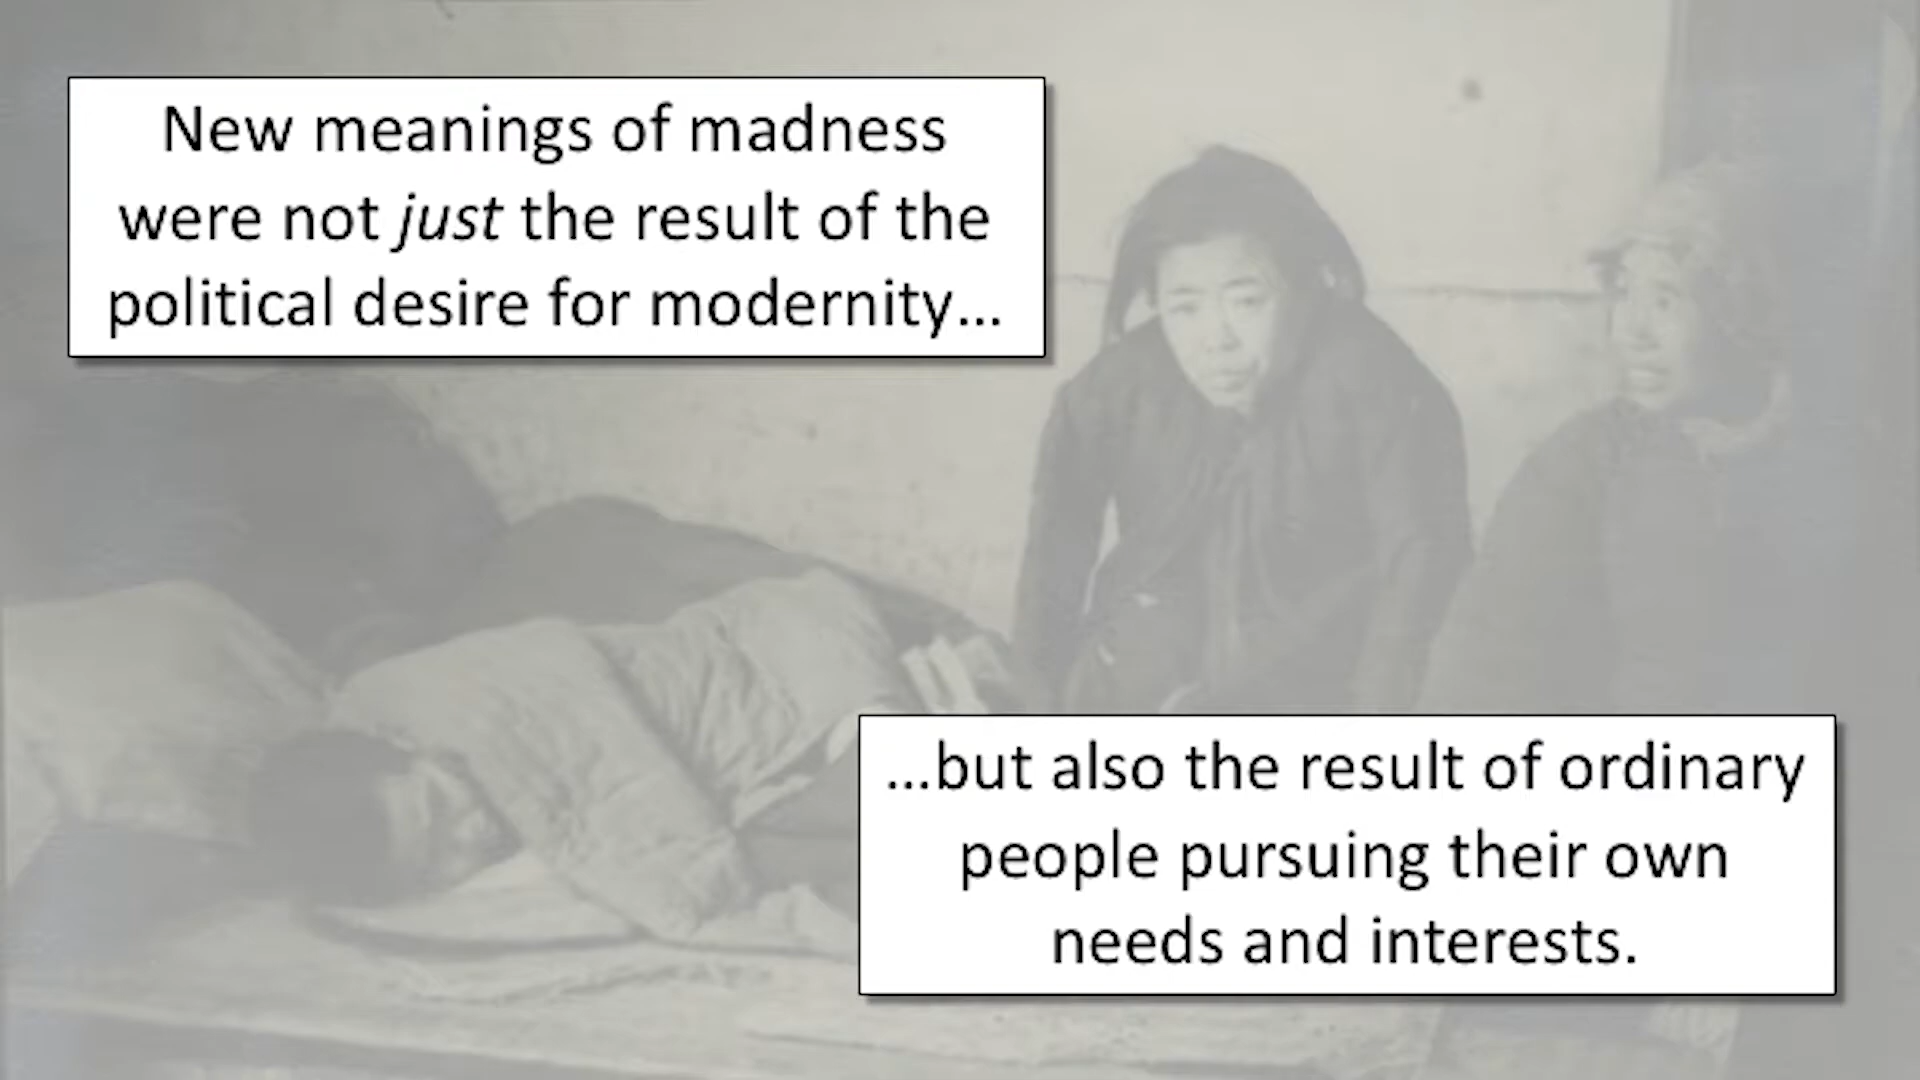 New meanings of madness
were not just the result of the
political desire for modernity...
...but also the result of ordinary
people pursuing their own
needs and interests.